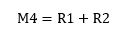 M4 = R1 + R2